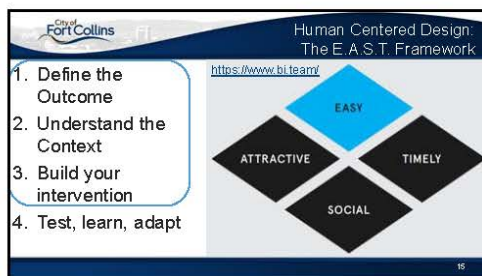 City of
Fort Collins
Human Centered Design:
The E.A.S.T. Framework
1. Define the
Outcome
2. Understand the
Context
3. Build your
intervention
4. Test, learn, adapt
https://www.bi.team/
EASY
ATTRACTIVE
TIMELY
SOCIAL
15